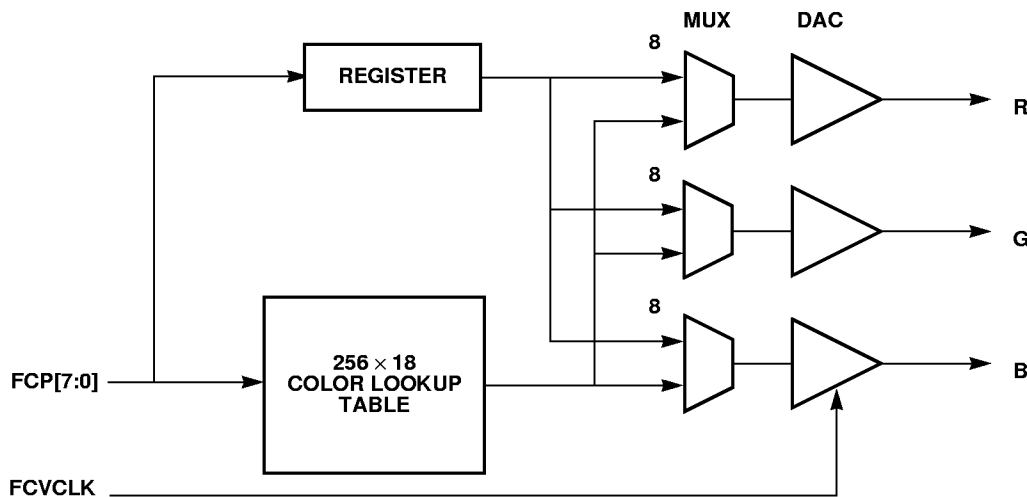 MUX DAC
8
REGISTER
R
8
G
8
256 × 18
COLOR LOOKUP
TABLE
FCP[7:0]
B
FCVCLK